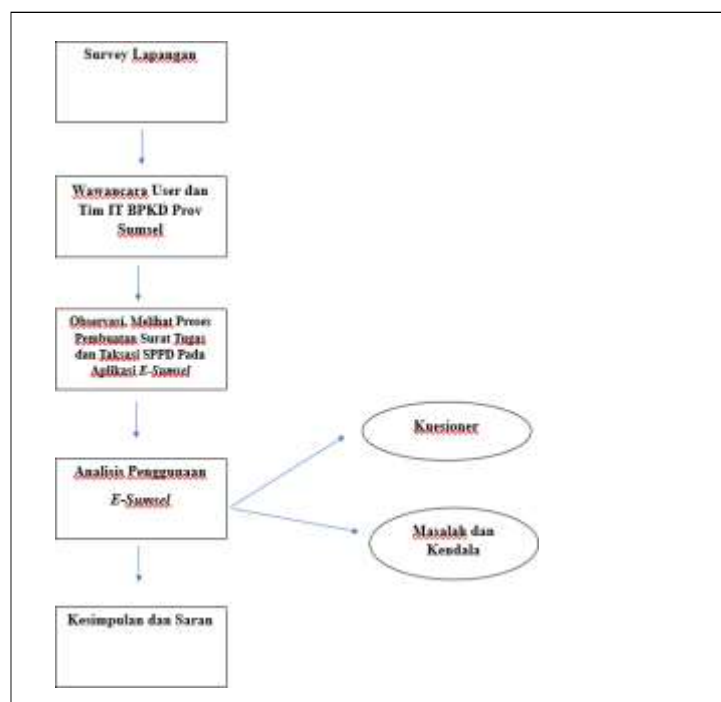 Survey Lapangan
Wawancara User dan
Tim IT BPKD Prov
Sumsel
Observasi, Melihat Proses
Pembuatan Surat Tugas
dan Taksasi SPPD Pada
Aplikasi E-Sumsel
Analisis Penggunaan
E-Sumsel
Kuesioner
Masalah dan
Kendala
Kesimpulan dan Saran